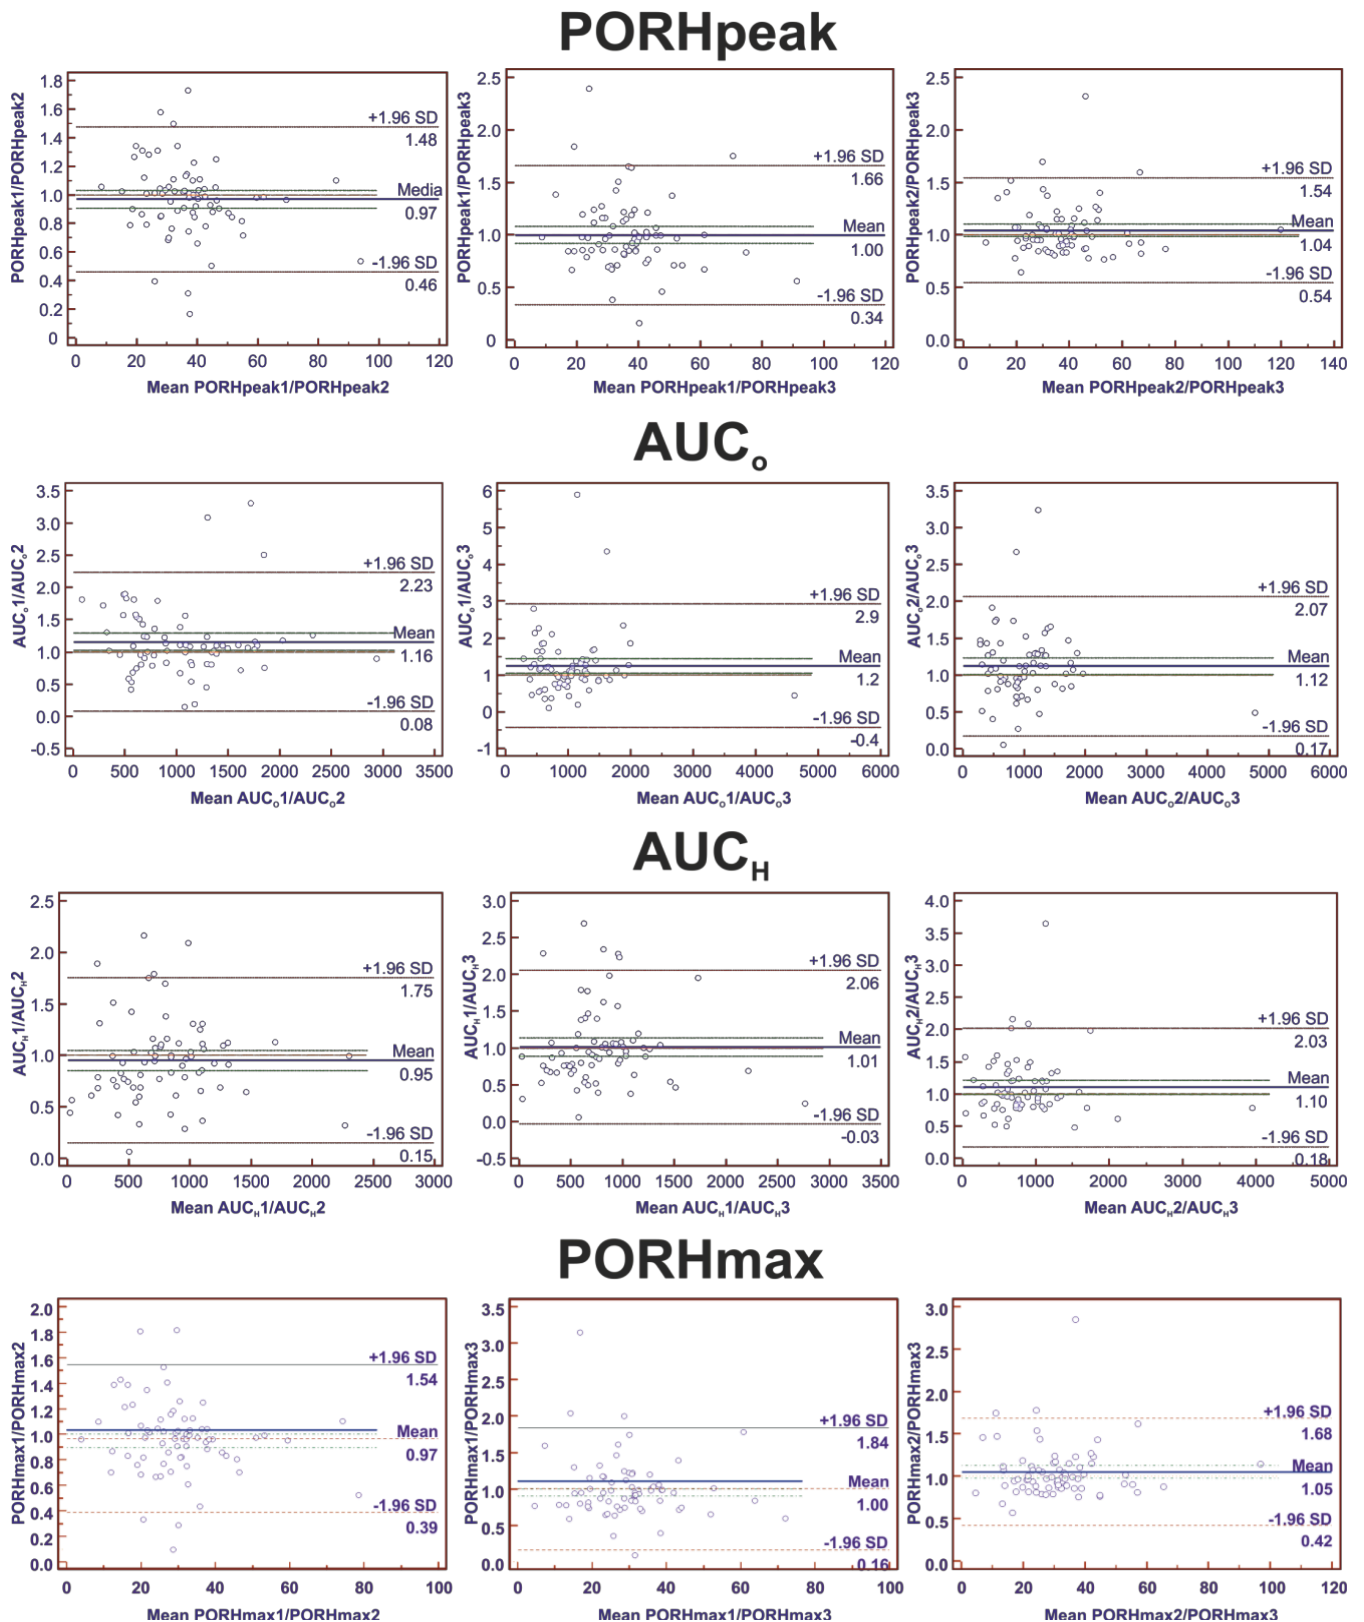 PORHpeak
PORHpeak1/PORHpeak2
1.8
1.6
1.4
1.2
1.0
0.8
0.6
0.4
0.2
0
+1.96 SD
1.48
Media
0.97
-1.96 SD
0.46
0 20 40 60 80 100 120
Mean PORHpeak1/PORHpeak2
PORHpeak1/PORHpeak3
2.5
2.0
1.5
1.0
0.5
0
+1.96 SD
1.66
Mean
1.00
-1.96 SD
0.34
0 20 40 60 80 100 120
Mean PORHpeak1/PORHpeak3
PORHpeak2/PORHpeak3
2.5
2.0
1.5
1.0
0.5
0.0
+1.96 SD
1.54
Mean
1.04
-1.96 SD
0.54
0 20 40 60 80 100 120 140
Mean PORHpeak2/PORHpeak3
AUCo
AUCo1/AUCo2
3.5
3.0
2.5
2.0
1.5
1.0
0.5
0.0
-0.5
+1.96 SD
2.23
Mean
1.16
-1.96 SD
0.08
0 500 1000 1500 2000 2500 3000 3500
Mean AUCo1/AUCo2
AUCo1/AUCo3
6
5
4
3
2
1
0
-1
+1.96 SD
2.9
Mean
1.2
-1.96 SD
-0.4
0 1000 2000 3000 4000 5000 6000
Mean AUCo1/AUCo3
AUCo2/AUCo3
3.5
3.0
2.5
2.0
1.5
1.0
0.5
0.0
+1.96 SD
2.07
Mean
1.12
-1.96 SD
0.17
0 1000 2000 3000 4000 5000 6000
Mean AUCo2/AUCo3
AUCH
AUCH1/AUCH2
2.5
2.0
1.5
1.0
0.5
0.0
+1.96 SD
1.75
Mean
0.95
-1.96 SD
0.15
0 500 1000 1500 2000 2500 3000
Mean AUCH1/AUCH2
AUCH1/AUCH3
3.0
2.5
2.0
1.5
1.0
0.5
0.0
-0.5
+1.96 SD
2.06
Mean
1.01
-1.96 SD
-0.03
0 500 1000 1500 2000 2500 3000 3500
Mean AUCH1/AUCH3
AUCH2/AUCH3
4.0
3.5
3.0
2.5
2.0
1.5
1.0
0.5
0.0
+1.96 SD
2.03
Mean
1.10
-1.96 SD
0.18
0 1000 2000 3000 4000 5000
Mean AUCH2/AUCH3
PORHmax
PORHmax1/PORHmax2
2.0
1.8
1.6
1.4
1.2
1.0
0.8
0.6
0.4
0.2
0.0
+1.96 SD
1.54
Mean
0.97
-1.96 SD
0.39
0 20 40 60 80 100
Mean PORHmax1/PORHmax2
PORHmax1/PORHmax3
3.5
3.0
2.5
2.0
1.5
1.0
0.5
0.0
+1.96 SD
1.84
Mean
1.00
-1.96 SD
0.16
0 20 40 60 80 100
Mean PORHmax1/PORHmax3
PORHmax2/PORHmax3
3.0
2.5
2.0
1.5
1.0
0.5
0.0
+1.96 SD
1.68
Mean
1.05
-1.96 SD
0.42
0 20 40 60 80 100 120
Mean PORHmax2/PORHmax3